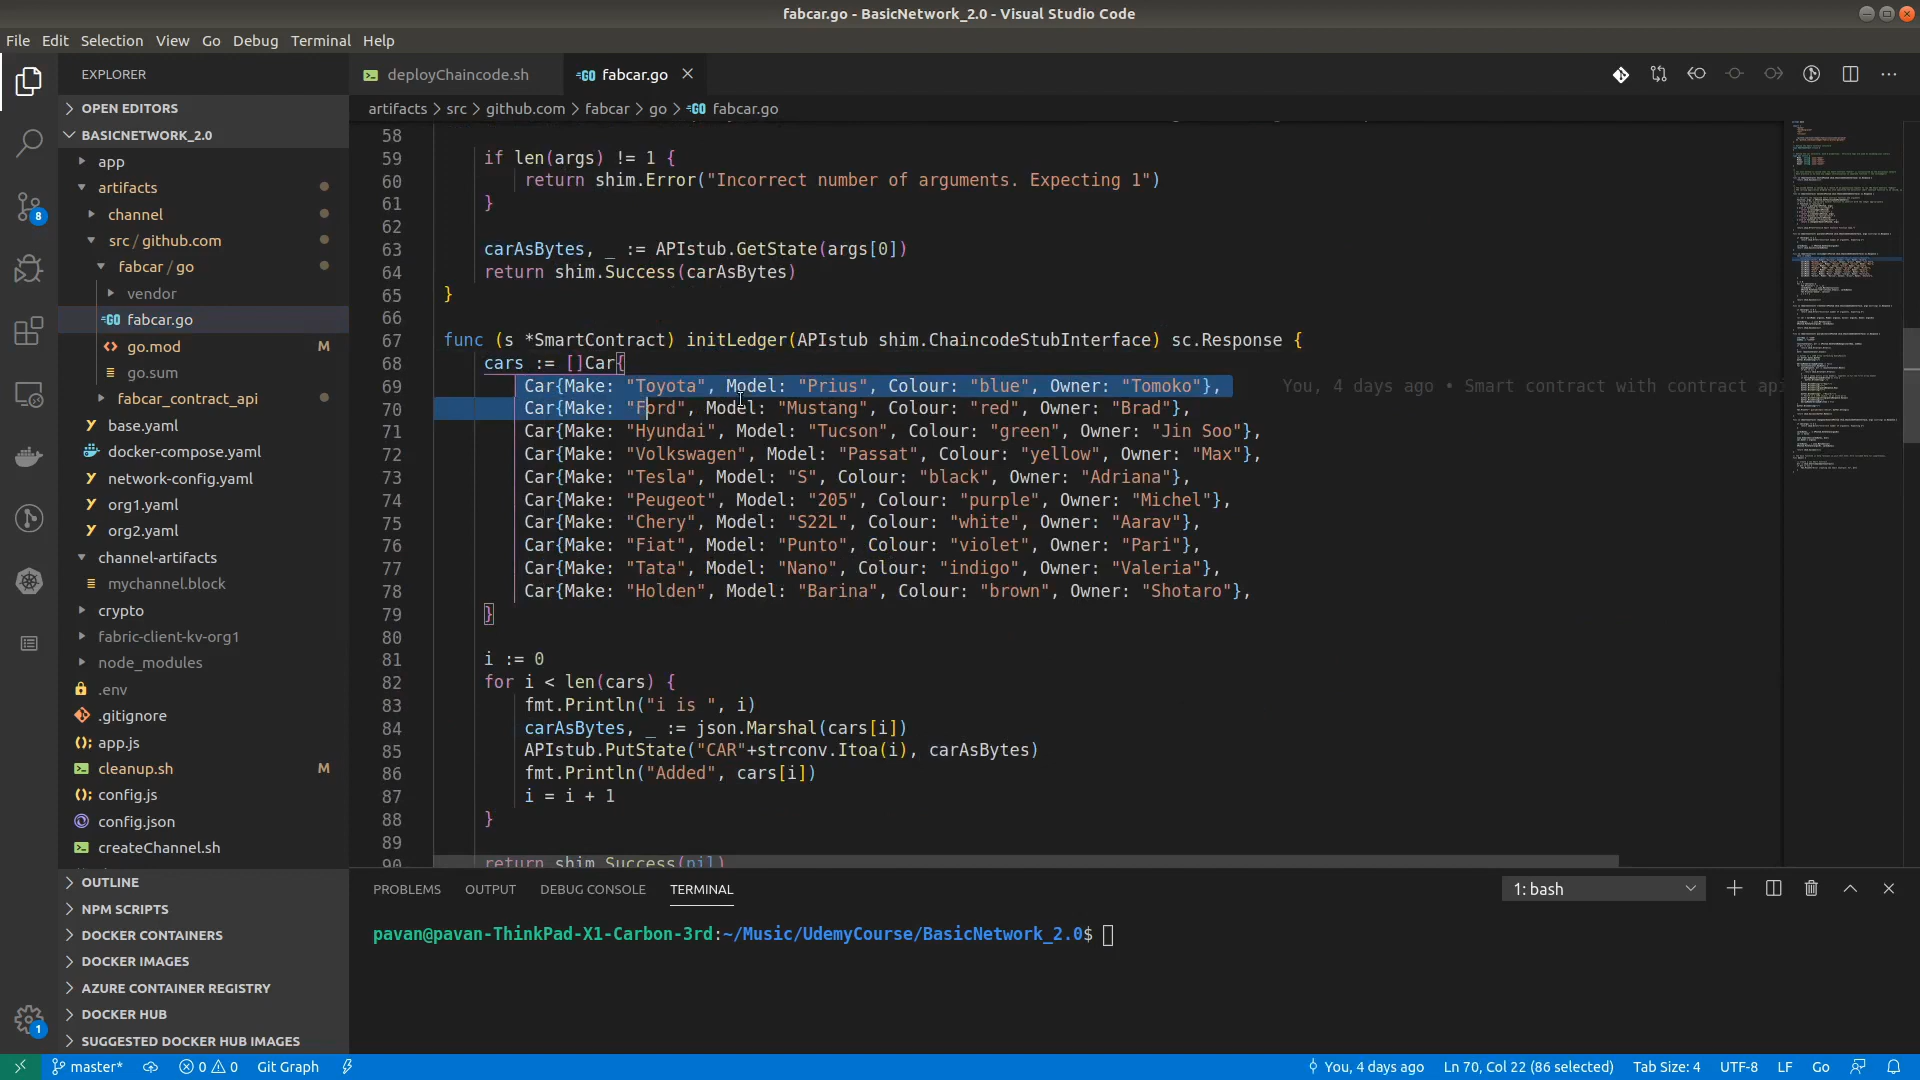 fabcar.go - BasicNetwork_2.0 - Visual Studio Code
File Edit Selection View Go Debug Terminal Help
EXPLORER
OPEN EDITORS
BASICNETWORK_2.0
app
artifacts
channel
src / github.com
fabcar / go
vendor
fabcar.go
go.mod M
go.sum
fabcar_contract_api
base.yaml
docker-compose.yaml
network-config.yaml
org1.yaml
org2.yaml
channel-artifacts
mychannel.block
crypto
fabric-client-kv-org1
node_modules
.env
.gitignore
app.js
cleanup.sh M
config.js
config.json
createChannel.sh
OUTLINE
NPM SCRIPTS
DOCKER CONTAINERS
DOCKER IMAGES
AZURE CONTAINER REGISTRY
DOCKER HUB
SUGGESTED DOCKER HUB IMAGES
8
1
deployChaincode.sh
fabcar.go
artifacts > src > github.com > fabcar > go > fabcar.go
58
59 if len(args) != 1 {
60 return shim.Error("Incorrect number of arguments. Expecting 1")
61 }
62
63 carAsBytes, _ := APIstub.GetState(args[0])
64 return shim.Success(carAsBytes)
65 }
66
67 func (s *SmartContract) initLedger(APIstub shim.ChaincodeStubInterface) sc.Response {
68 cars := []Car{
69 Car{Make: "Toyota", Model: "Prius", Colour: "blue", Owner: "Tomoko"}, You, 4 days ago • Smart contract with contract api
70 Car{Make: "Ford", Model: "Mustang", Colour: "red", Owner: "Brad"},
71 Car{Make: "Hyundai", Model: "Tucson", Colour: "green", Owner: "Jin Soo"},
72 Car{Make: "Volkswagen", Model: "Passat", Colour: "yellow", Owner: "Max"},
73 Car{Make: "Tesla", Model: "S", Colour: "black", Owner: "Adriana"},
74 Car{Make: "Peugeot", Model: "205", Colour: "purple", Owner: "Michel"},
75 Car{Make: "Chery", Model: "S22L", Colour: "white", Owner: "Aarav"},
76 Car{Make: "Fiat", Model: "Punto", Colour: "violet", Owner: "Pari"},
77 Car{Make: "Tata", Model: "Nano", Colour: "indigo", Owner: "Valeria"},
78 Car{Make: "Holden", Model: "Barina", Colour: "brown", Owner: "Shotaro"},
79 }
80
81 i := 0
82 for i < len(cars) {
83 fmt.Println("i is ", i)
84 carAsBytes, _ := json.Marshal(cars[i])
85 APIstub.PutState("CAR"+strconv.Itoa(i), carAsBytes)
86 fmt.Println("Added", cars[i])
87 i = i + 1
88 }
89
90 return shim.Success(nil)
PROBLEMS OUTPUT DEBUG CONSOLE TERMINAL 1: bash
pavan@pavan-ThinkPad-X1-Carbon-3rd:~/Music/UdemyCourse/BasicNetwork_2.0$
master* 0 0 Git Graph You, 4 days ago Ln 70, Col 22 (86 selected) Tab Size: 4 UTF-8 LF Go